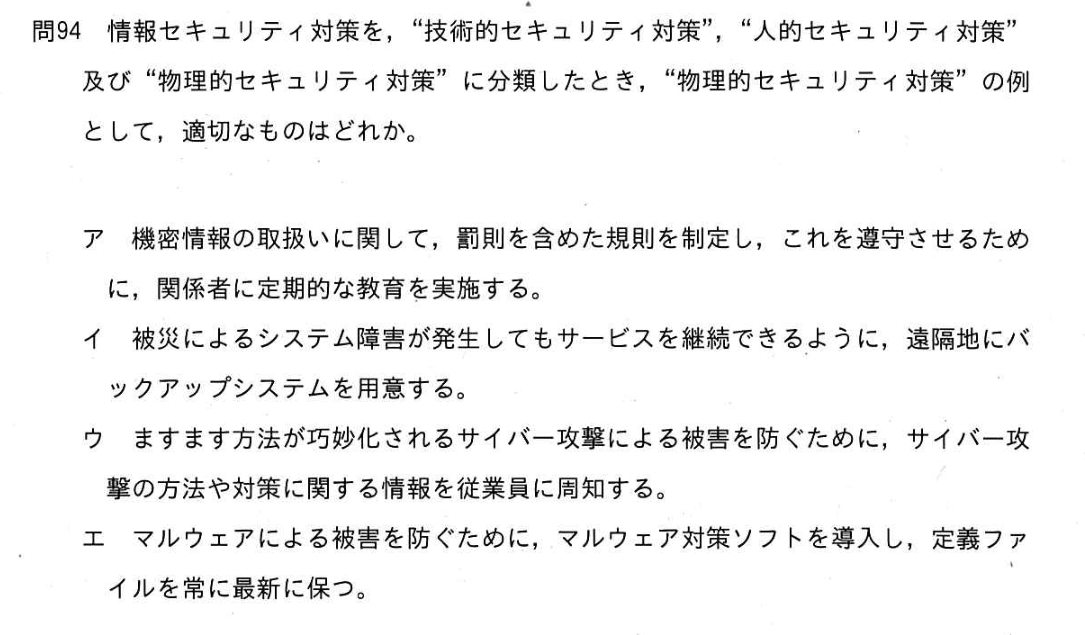 問94 情報セキュリティ対策を，“技術的セキュリティ対策”，“人的セキュリティ対策”
及び“物理的セキュリティ対策”に分類したとき，“物理的セキュリティ対策”の例
として，適切なものはどれか。
ア 機密情報の取扱いに関して，罰則を含めた規則を制定し，これを遵守させるため
に，関係者に定期的な教育を実施する。
イ 被災によるシステム障害が発生してもサービスを継続できるように，遠隔地にバ
ックアップシステムを用意する。
ウ ますます方法が巧妙化されるサイバー攻撃による被害を防ぐために，サイバー攻
撃の方法や対策に関する情報を従業員に周知する。
エ マルウェアによる被害を防ぐために，マルウェア対策ソフトを導入し，定義ファ
イルを常に最新に保つ。